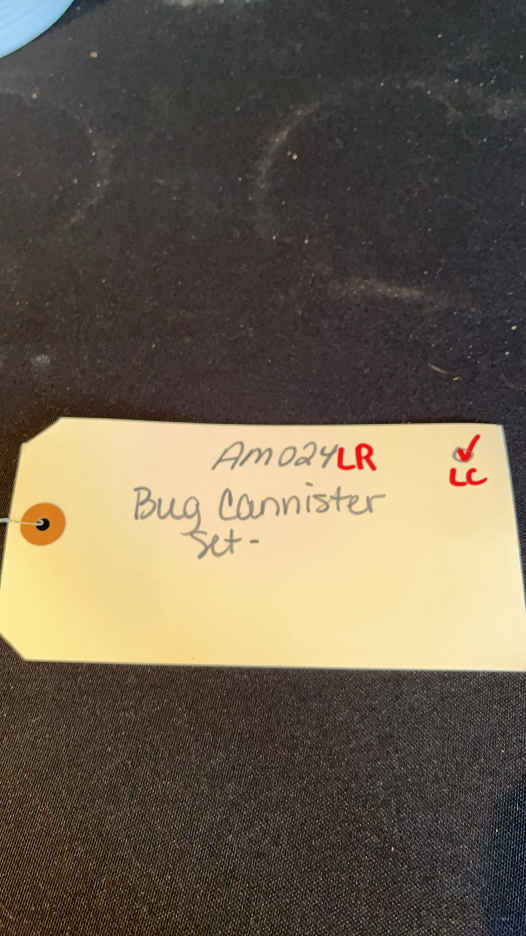 AM024LR
✓
LC
Bug Cannister
Set-